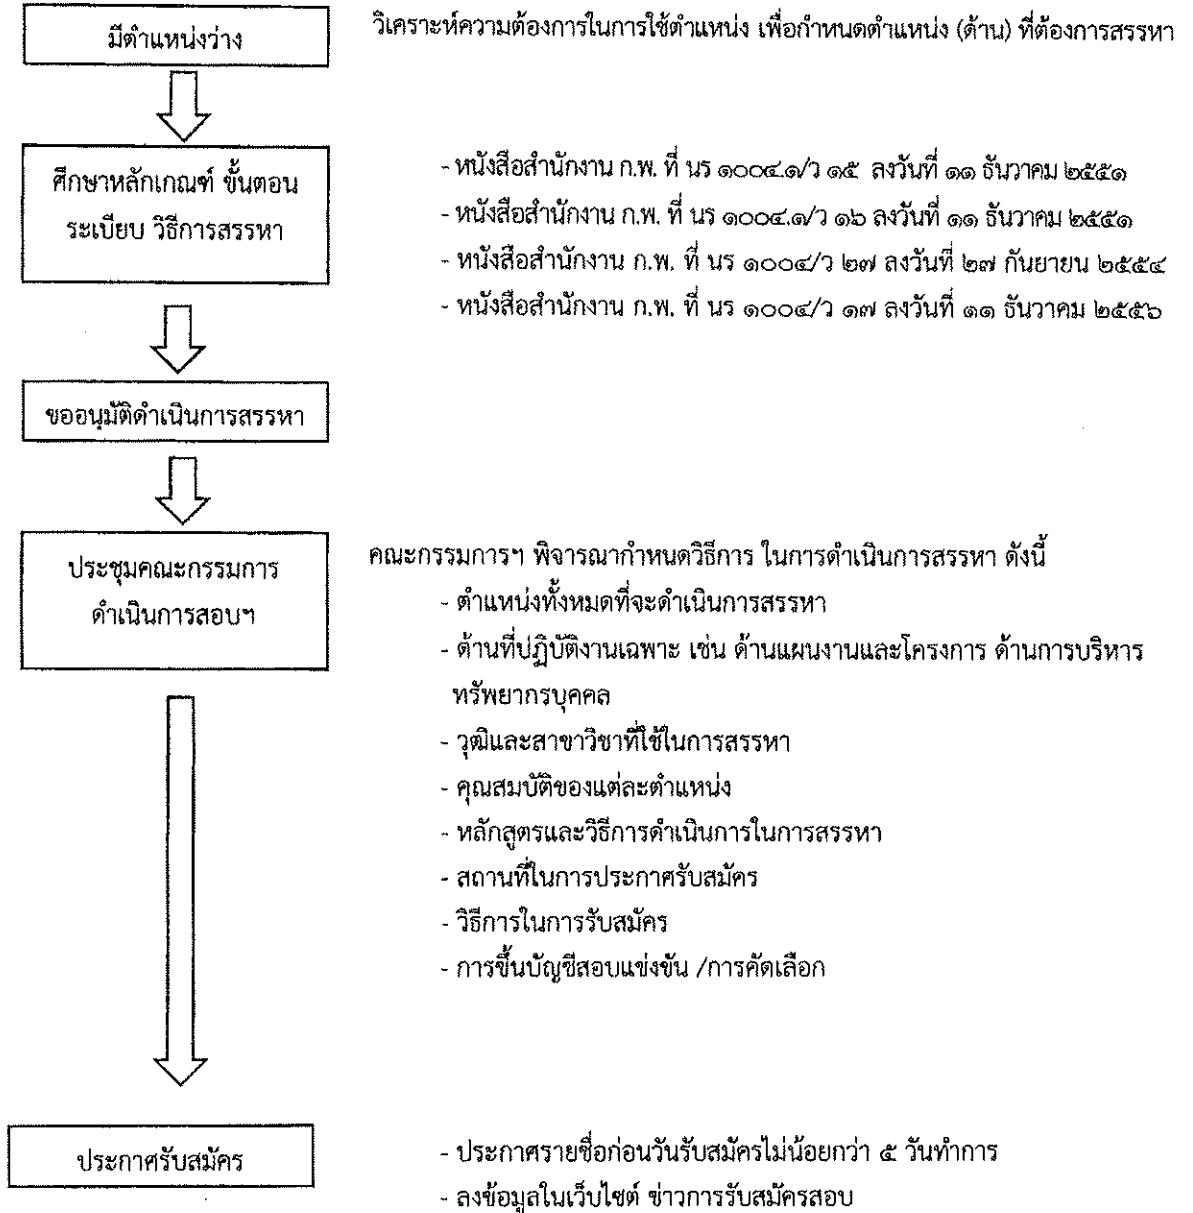 มีตำแหน่งว่าง
วิเคราะห์ความต้องการในการใช้ตำแหน่ง เพื่อกำหนดตำแหน่ง (ด้าน) ที่ต้องการสรรหา
ศึกษาหลักเกณฑ์ ขั้นตอน
ระเบียบ วิธีการสรรหา
- หนังสือสำนักงาน ก.พ. ที่ นร ๑๐๐๔.๑/ว ๑๕ ลงวันที่ ๑๑ ธันวาคม ๒๕๕๑
- หนังสือสำนักงาน ก.พ. ที่ นร ๑๐๐๔.๑/ว ๑๖ ลงวันที่ ๑๑ ธันวาคม ๒๕๕๑
- หนังสือสำนักงาน ก.พ. ที่ นร ๑๐๐๔/ว ๒๗ ลงวันที่ ๒๗ กันยายน ๒๕๕๔
- หนังสือสำนักงาน ก.พ. ที่ นร ๑๐๐๔/ว ๑๗ ลงวันที่ ๑๑ ธันวาคม ๒๕๕๖
ขออนุมัติดำเนินการสรรหา
ประชุมคณะกรรมการ
ดำเนินการสอบฯ
คณะกรรมการฯ พิจารณากำหนดวิธีการ ในการดำเนินการสรรหา ดังนี้
- ตำแหน่งทั้งหมดที่จะดำเนินการสรรหา
- ด้านที่ปฏิบัติงานเฉพาะ เช่น ด้านแผนงานและโครงการ ด้านการบริหาร
ทรัพยากรบุคคล
- วุฒิและสาขาวิชาที่ใช้ในการสรรหา
- คุณสมบัติของแต่ละตำแหน่ง
- หลักสูตรและวิธีการดำเนินการในการสรรหา
- สถานที่ในการประกาศรับสมัคร
- วิธีการในการรับสมัคร
- การขึ้นบัญชีสอบแข่งขัน /การคัดเลือก
ประกาศรับสมัคร
- ประกาศรายชื่อก่อนวันรับสมัครไม่น้อยกว่า ๕ วันทำการ
- ลงข้อมูลในเว็บไซต์ ข่าวการรับสมัครสอบ